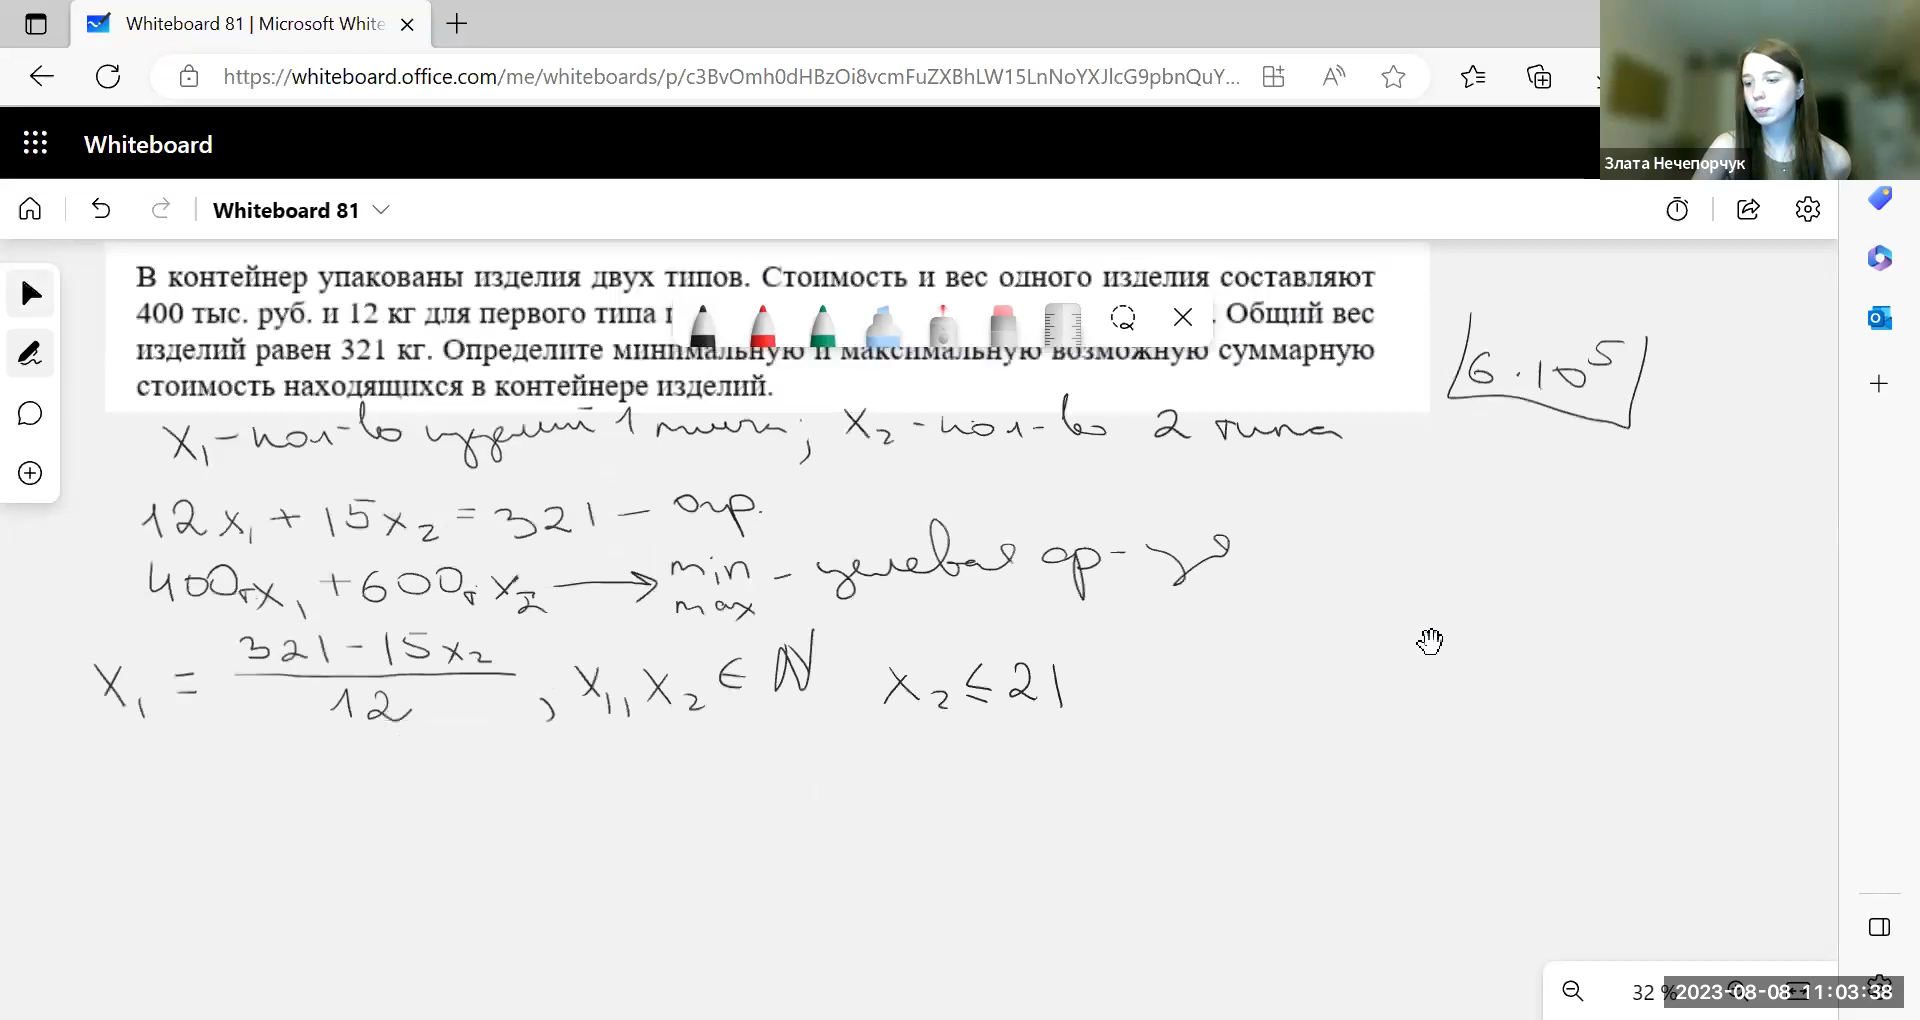 Whiteboard 81 | Microsoft White
https://whiteboard.office.com/me/whiteboards/p/c3BvOmh0dHBzOi8vcmFuZXBhLW15LnNoYXJlcG9pbnQuY...
Whiteboard
Злата Нечепорчук
Whiteboard 81
В контейнер упакованы изделия двух типов. Стоимость и вес одного изделия составляют
400 тыс. руб. и 12 кг для первого типа Общий вес
изделий равен 321 кг. Определите минимальную и максимальную возможную суммарную
стоимость находящихся в контейнере изделий.
6 · 10⁵
x₁ - кол-во изделий 1 типа; x₂ - кол-во 2 типа
12x₁ + 15x₂ = 321 — огр.
400т x₁ + 600т x₂ → min max - целевая ф-я
x₁ = (321 - 15x₂)/12, x₁, x₂ ∈ ℕ x₂ ≤ 21
32 %
2023-08-08 11:03:38